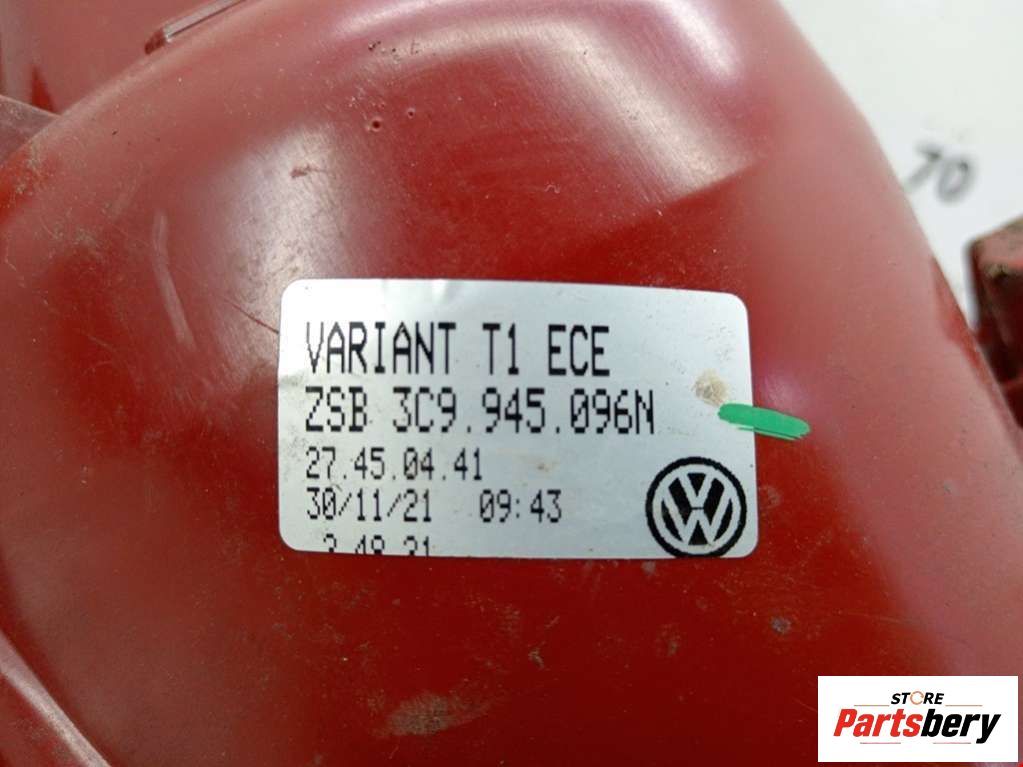 70
VARIANT T1 ECE
ZSB 3C9.945.096N
27.45.04.41
30/11/21 09:43
STORE
Partsbery